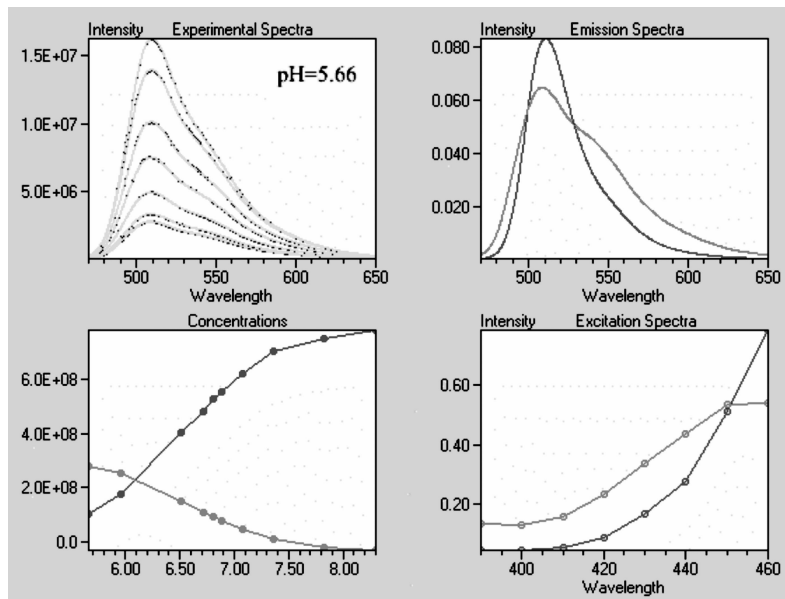 Intensity Experimental Spectra
1.5E+07
1.0E+07
5.0E+06
pH=5.66
500 550 600 650
Wavelength
Intensity Emission Spectra
0.080
0.060
0.040
0.020
500 550 600 650
Wavelength
Concentrations
6.0E+08
4.0E+08
2.0E+08
0.0
6.00 6.50 7.00 7.50 8.00
Intensity Excitation Spectra
0.60
0.40
0.20
400 420 440 460
Wavelength